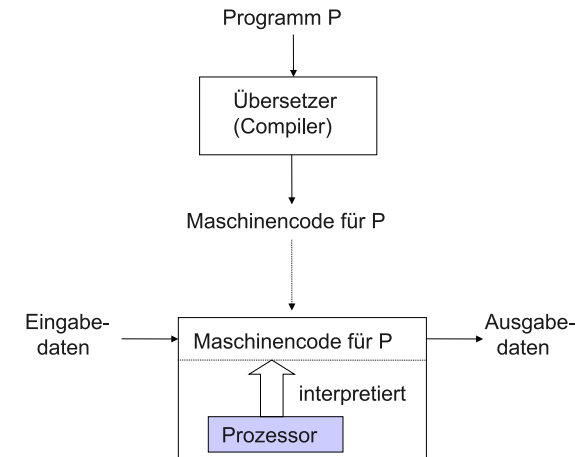 Programm P
Übersetzer
(Compiler)
Maschinencode für P
Eingabe-
daten
Maschinencode für P
Ausgabe-
daten
interpretiert
Prozessor